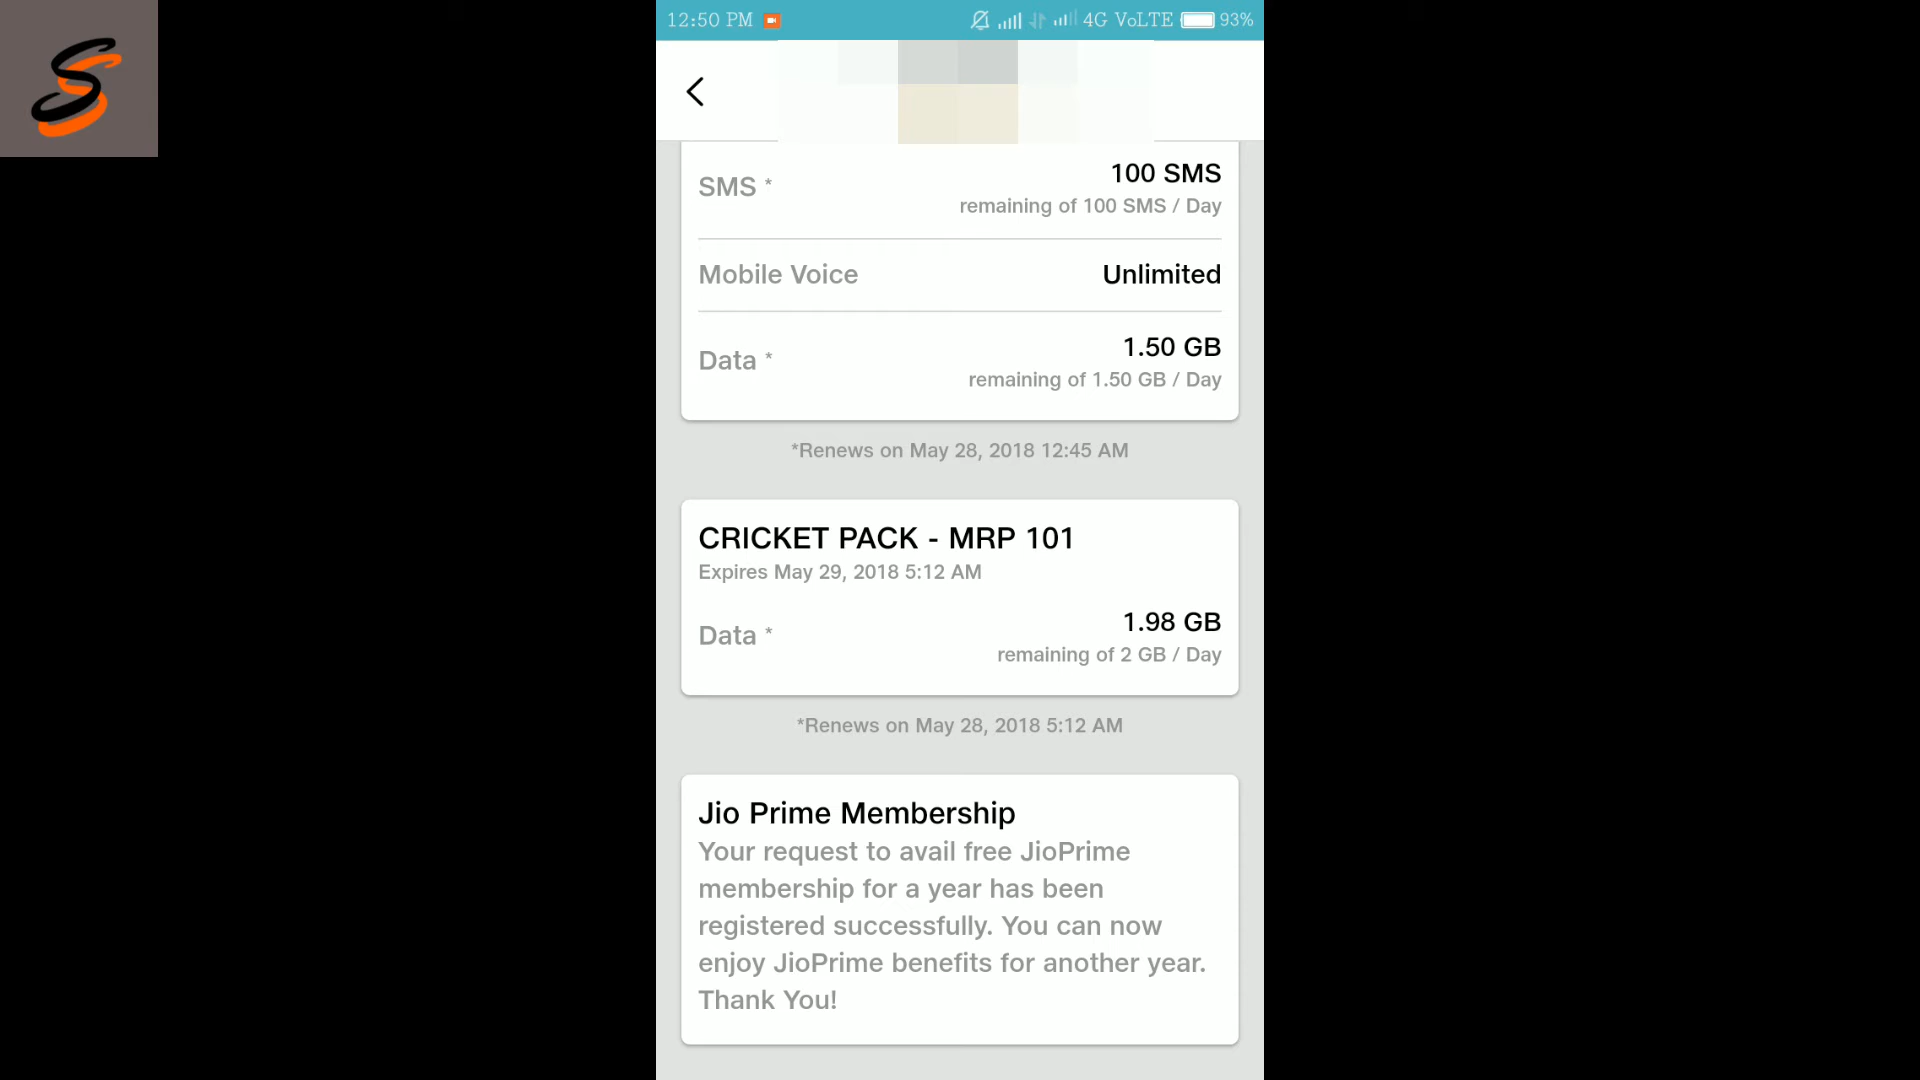 12:50 PM 4G VoLTE 93%
SMS *
100 SMS
remaining of 100 SMS / Day
Mobile Voice
Unlimited
Data *
1.50 GB
remaining of 1.50 GB / Day
*Renews on May 28, 2018 12:45 AM
CRICKET PACK - MRP 101
Expires May 29, 2018 5:12 AM
Data *
1.98 GB
remaining of 2 GB / Day
*Renews on May 28, 2018 5:12 AM
Jio Prime Membership
Your request to avail free JioPrime
membership for a year has been
registered successfully. You can now
enjoy JioPrime benefits for another year.
Thank You!